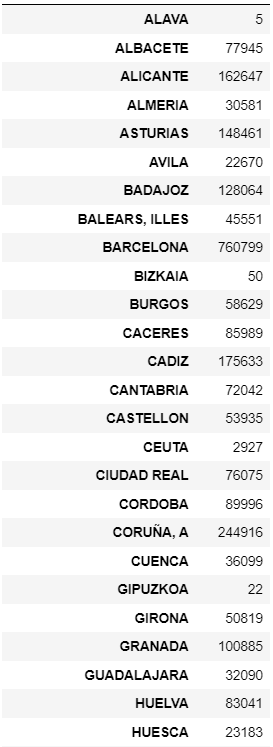 ALAVA 5
ALBACETE 77945
ALICANTE 162647
ALMERIA 30581
ASTURIAS 148461
AVILA 22670
BADAJOZ 128064
BALEARS, ILLES 45551
BARCELONA 760799
BIZKAIA 50
BURGOS 58629
CACERES 85989
CADIZ 175633
CANTABRIA 72042
CASTELLON 53935
CEUTA 2927
CIUDAD REAL 76075
CORDOBA 89996
CORUÑA, A 244916
CUENCA 36099
GIPUZKOA 22
GIRONA 50819
GRANADA 100885
GUADALAJARA 32090
HUELVA 83041
HUESCA 23183